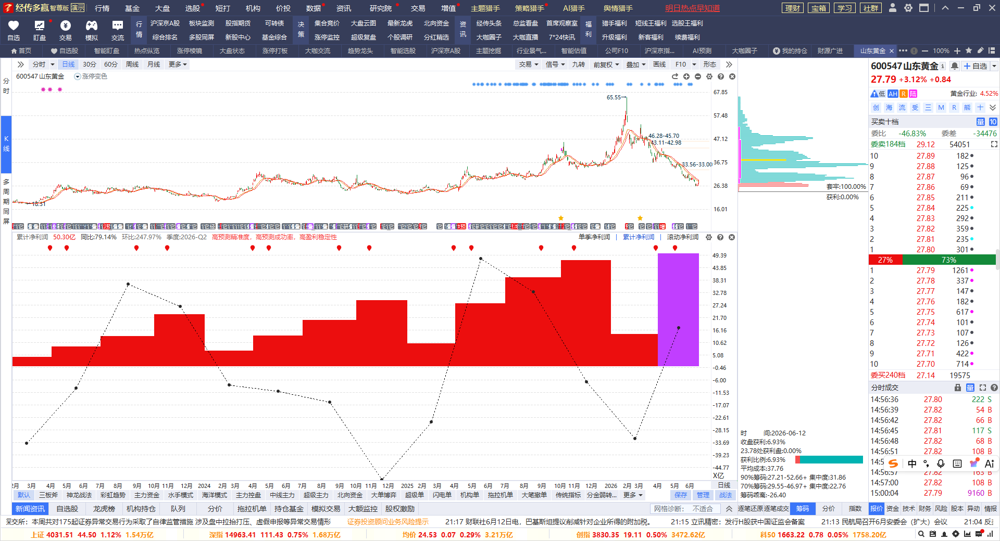 经传多赢 智尊版 演示 行情 基金 大盘 选股 短打 机构 价投 数据 资讯 研究院 交易 增值 主题猎手 策略猎手 AI猎手 舆情猎手 明日热点早知道 理财 宝箱 学习 社群
自选 盯盘 交易 模拟 交流 行情 沪深京A股 板块监测 股指期货 可转债 决策 集合竞价 大盘云图 最新龙虎 北向资金 资讯 经传头条 总监看盘 首席观察室 福利 猎手福利 短线王福利 选股王福利
综合排名 多股同屏 新股中心 基金综合 涨停监控 超级复盘 个股调研 分红精选 大咖圈子 大咖直播 7*24快讯 升级福利 新客福利 续费福利
首页 自选股 智能盯盘 热点纵览 涨停棱镜 大盘状态 涨停打板 大咖交流 趋势龙头 智能选股 沪深京A股 主题挖掘 行业景气... 智能估值 公司F10 沪深京指... AI预测 大咖圈子 我的持仓 财源广进 山东黄金 100%
分时 日线 30分 60分 周线 月线 更多 交易 信号 九转 前复权 叠加 画线 F10 形态
分时
K线
多周期同屏
600547 山东黄金 涨停变色
67.85
65.55
57.48
47.12
46.28-45.70
43.11-42.98
36.75
33.56-33.00
26.38
16.01
18.31
累计净利润 50.30亿 同比:79.14% 环比:247.97% 季度:2026-Q2 高预测精准度，高预测成功率，高盈利稳定性 单季净利润 累计净利润 滚动净利润
49.39
43.85
38.31
32.78
27.24
21.70
16.16
10.62
5.08
-0.46
-6.00
-11.53
-17.07
-22.61
-28.15
-33.69
-39.23
-44.77
X亿
3月 4月 5月 6月 7月 8月 9月 10月 11月 12月 2024 2月 3月 4月 5月 6月 7月 8月 9月 10月 11月 12月 2025 2月 3月 4月 5月 6月 7月 8月 9月 10月 11月 12月 2026 2月 3月 4月 5月 6月 日线
默认 三板斧 神龙战法 彩虹趋势 主力资金 水手模式 海洋模式 主力控盘 中线主力 超级主力 北向资金 大单博弈 超级单 闪电单 机构单 拖拉机单 大笔撤单 传统指标 分金弱转... 更多 保存 管理 战法
新闻资讯 自选股 龙虎榜 机构持仓 队列 分价 拖拉机单 持仓基金 模拟交易 大额监控 股权激励 网格诊断： 不适合 逐笔还原 逐笔成交 筹码 分价 指数 报价 资金 技术 财务 风险 股本 异动 情报
套牢:100.00%
获利:0.00%
时 间:2026-06-12
收盘获利:6.93%
23.78处获利盘:0.00%
获利比例:6.93%
平均成本:37.76
90%筹码:27.21-52.66+ 集中度:31.86
70%筹码:29.55-46.97+ 集中度:22.76
筹码乖离:-26.40
600547 山东黄金 自选
27.79 +3.12% +0.84
低 AH R 陆 黄金行业: 4.52%
创 海 流 受 三 M R 熊 十
买卖十档 量 10
委比 -46.83% 委差 -34476
委卖184档 29.12 54051
10 27.89 182
9 27.88 125
8 27.87 96
7 27.86 69
6 27.85 211
5 27.84 225
4 27.83 292
3 27.82 359
2 27.81 235
1 27.80 301
27% 73%
1 27.79 1261
2 27.78 337
3 27.77 147
4 27.76 182
5 27.75 617
6 27.74 101
7 27.73 107
8 27.72 126
9 27.71 422
10 27.70 714
委买240档 27.14 19575
分时成交 量
14:56:36 27.80 222 S
14:56:39 27.82 54 B
14:56:42 27.82 66 B
14:56:45 27.81 117 S
14:56:48 27.82 68 B
14:56:51 27.82 108 B
中 Ai
14:56:57 27.82 163 B
14:57:00 27.82 108 B
15:00:04 27.79 9160 B
深交所：本周共对175起证券异常交易行为采取了自律监管措施 涉及盘中拉抬打压、虚假申报等异常交易情形 证券投资顾问业务风险提示 21:17 财联社6月12日电，巴基斯坦提议削减针对企业所得的附加税。 21:15 立讯精密：发行H股获中国证监会备案 21:13 民航局召开6月安委会（扩大）会议 21:04
上证 4031.51 44.50 1.12% 1.54万亿 深指 14963.41 111.43 0.75% 1.68万亿 均价 24.53 0.07 0.29% 3.21万亿 创指 3830.35 19.11 0.50% 3472.62亿 科50 1663.22 0.78 0.05% 1758.20亿